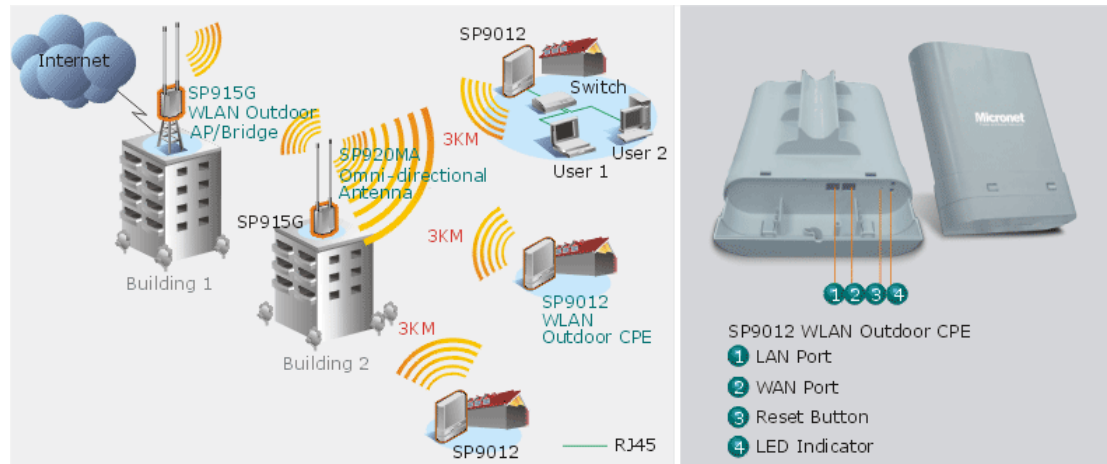 Internet
SP915G
WLAN Outdoor
AP/Bridge
Building 1
SP920MA
Omni-directional
Antenna
SP915G
Building 2
3KM
SP9012
Switch
User 1
User 2
3KM
SP9012
WLAN
Outdoor CPE
3KM
SP9012
RJ45
Micronet
1 2 3 4
SP9012 WLAN Outdoor CPE
1 LAN Port
2 WAN Port
3 Reset Button
4 LED Indicator